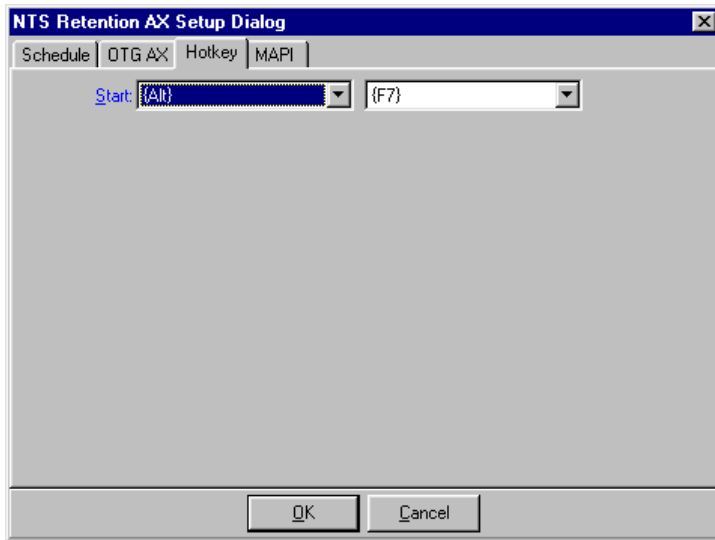 NTS Retention AX Setup Dialog
Schedule OTG AX Hotkey MAPI
Start: {Alt} {F7}
OK Cancel